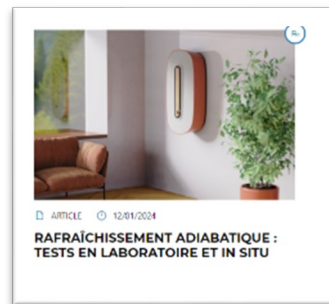 ARTICLE 12/01/2024
RAFRAÎCHISSEMENT ADIABATIQUE :
TESTS EN LABORATOIRE ET IN SITU